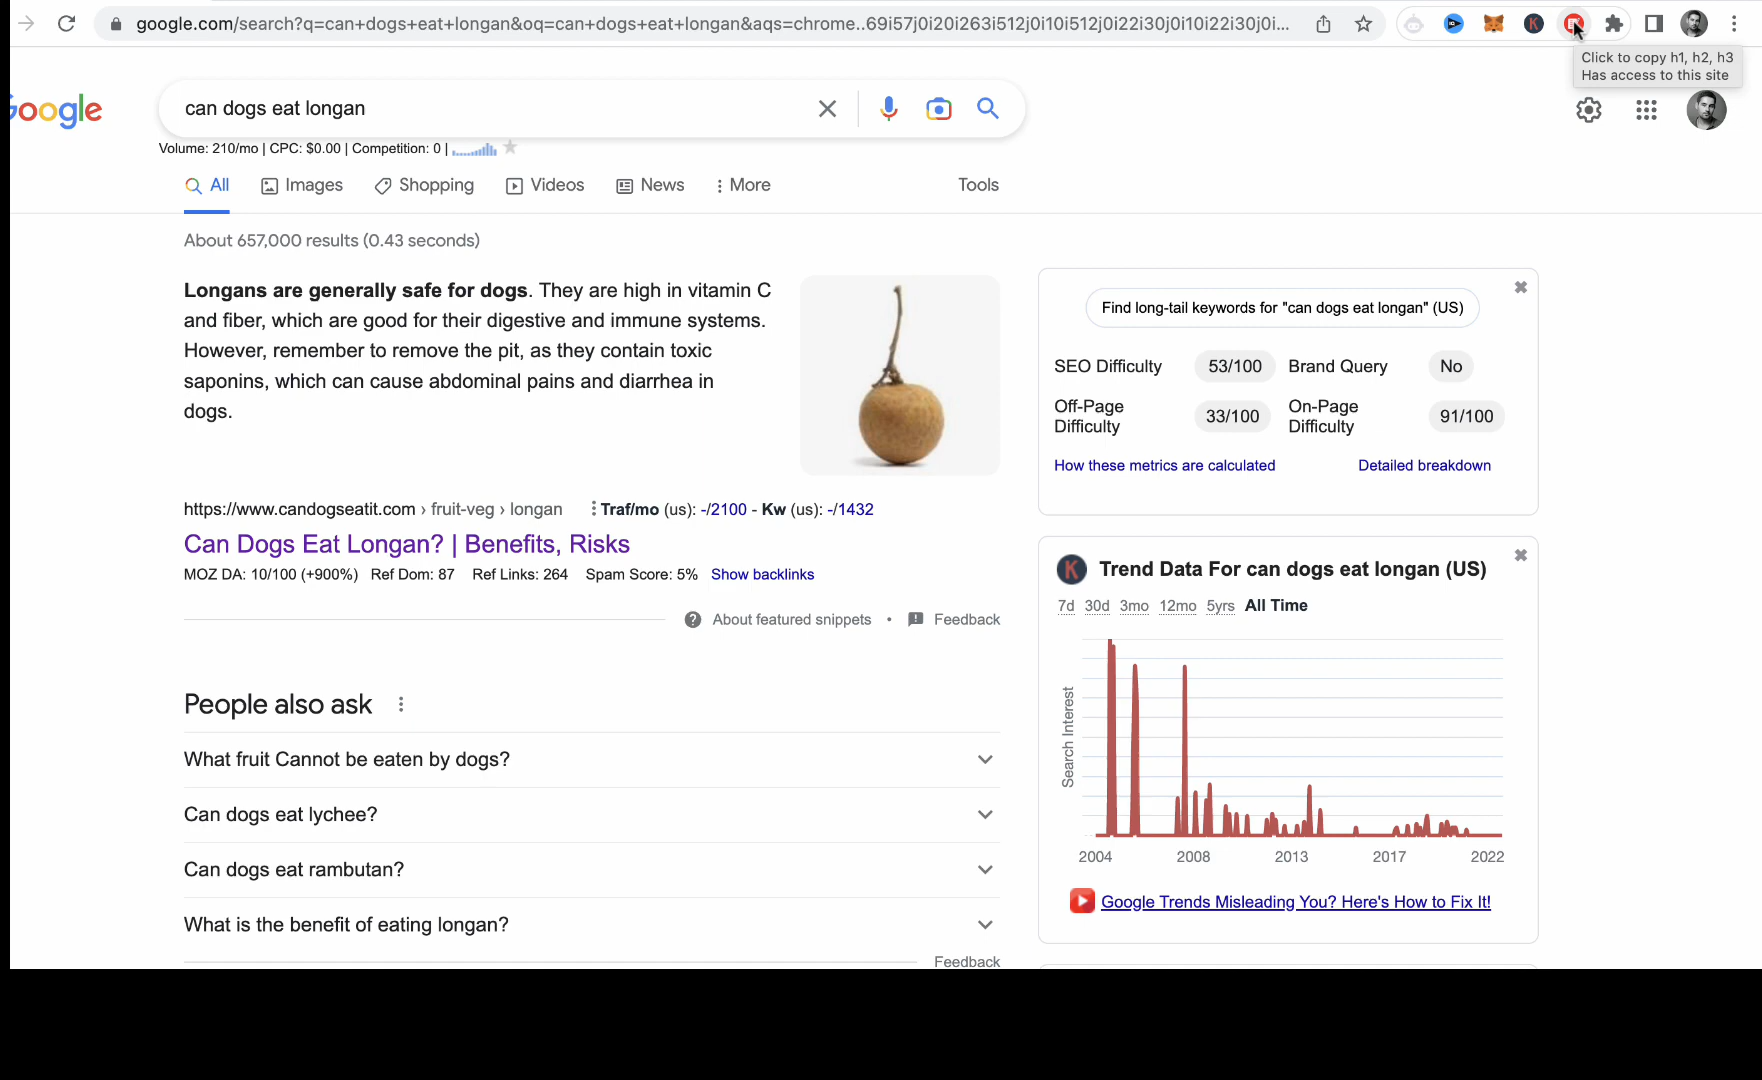 google.com/search?q=can+dogs+eat+longan&oq=can+dogs+eat+longan&aqs=chrome..69i57j0i20i263i512j0i10i512j0i22i30j0i10i22i30j0i...
Click to copy h1, h2, h3
Has access to this site
Google
can dogs eat longan
Volume: 210/mo | CPC: $0.00 | Competition: 0 |
All Images Shopping Videos News More Tools
About 657,000 results (0.43 seconds)
Longans are generally safe for dogs. They are high in vitamin C
and fiber, which are good for their digestive and immune systems.
However, remember to remove the pit, as they contain toxic
saponins, which can cause abdominal pains and diarrhea in
dogs.
https://www.candogseatit.com › fruit-veg › longan Traf/mo (us): -/2100 - Kw (us): -/1432
Can Dogs Eat Longan? | Benefits, Risks
MOZ DA: 10/100 (+900%) Ref Dom: 87 Ref Links: 264 Spam Score: 5% Show backlinks
About featured snippets • Feedback
People also ask
What fruit Cannot be eaten by dogs?
Can dogs eat lychee?
Can dogs eat rambutan?
What is the benefit of eating longan?
Feedback
Find long-tail keywords for "can dogs eat longan" (US)
SEO Difficulty 53/100 Brand Query No
Off-Page Difficulty 33/100 On-Page Difficulty 91/100
How these metrics are calculated Detailed breakdown
K Trend Data For can dogs eat longan (US)
7d 30d 3mo 12mo 5yrs All Time
Search Interest
2004 2008 2013 2017 2022
Google Trends Misleading You? Here's How to Fix It!